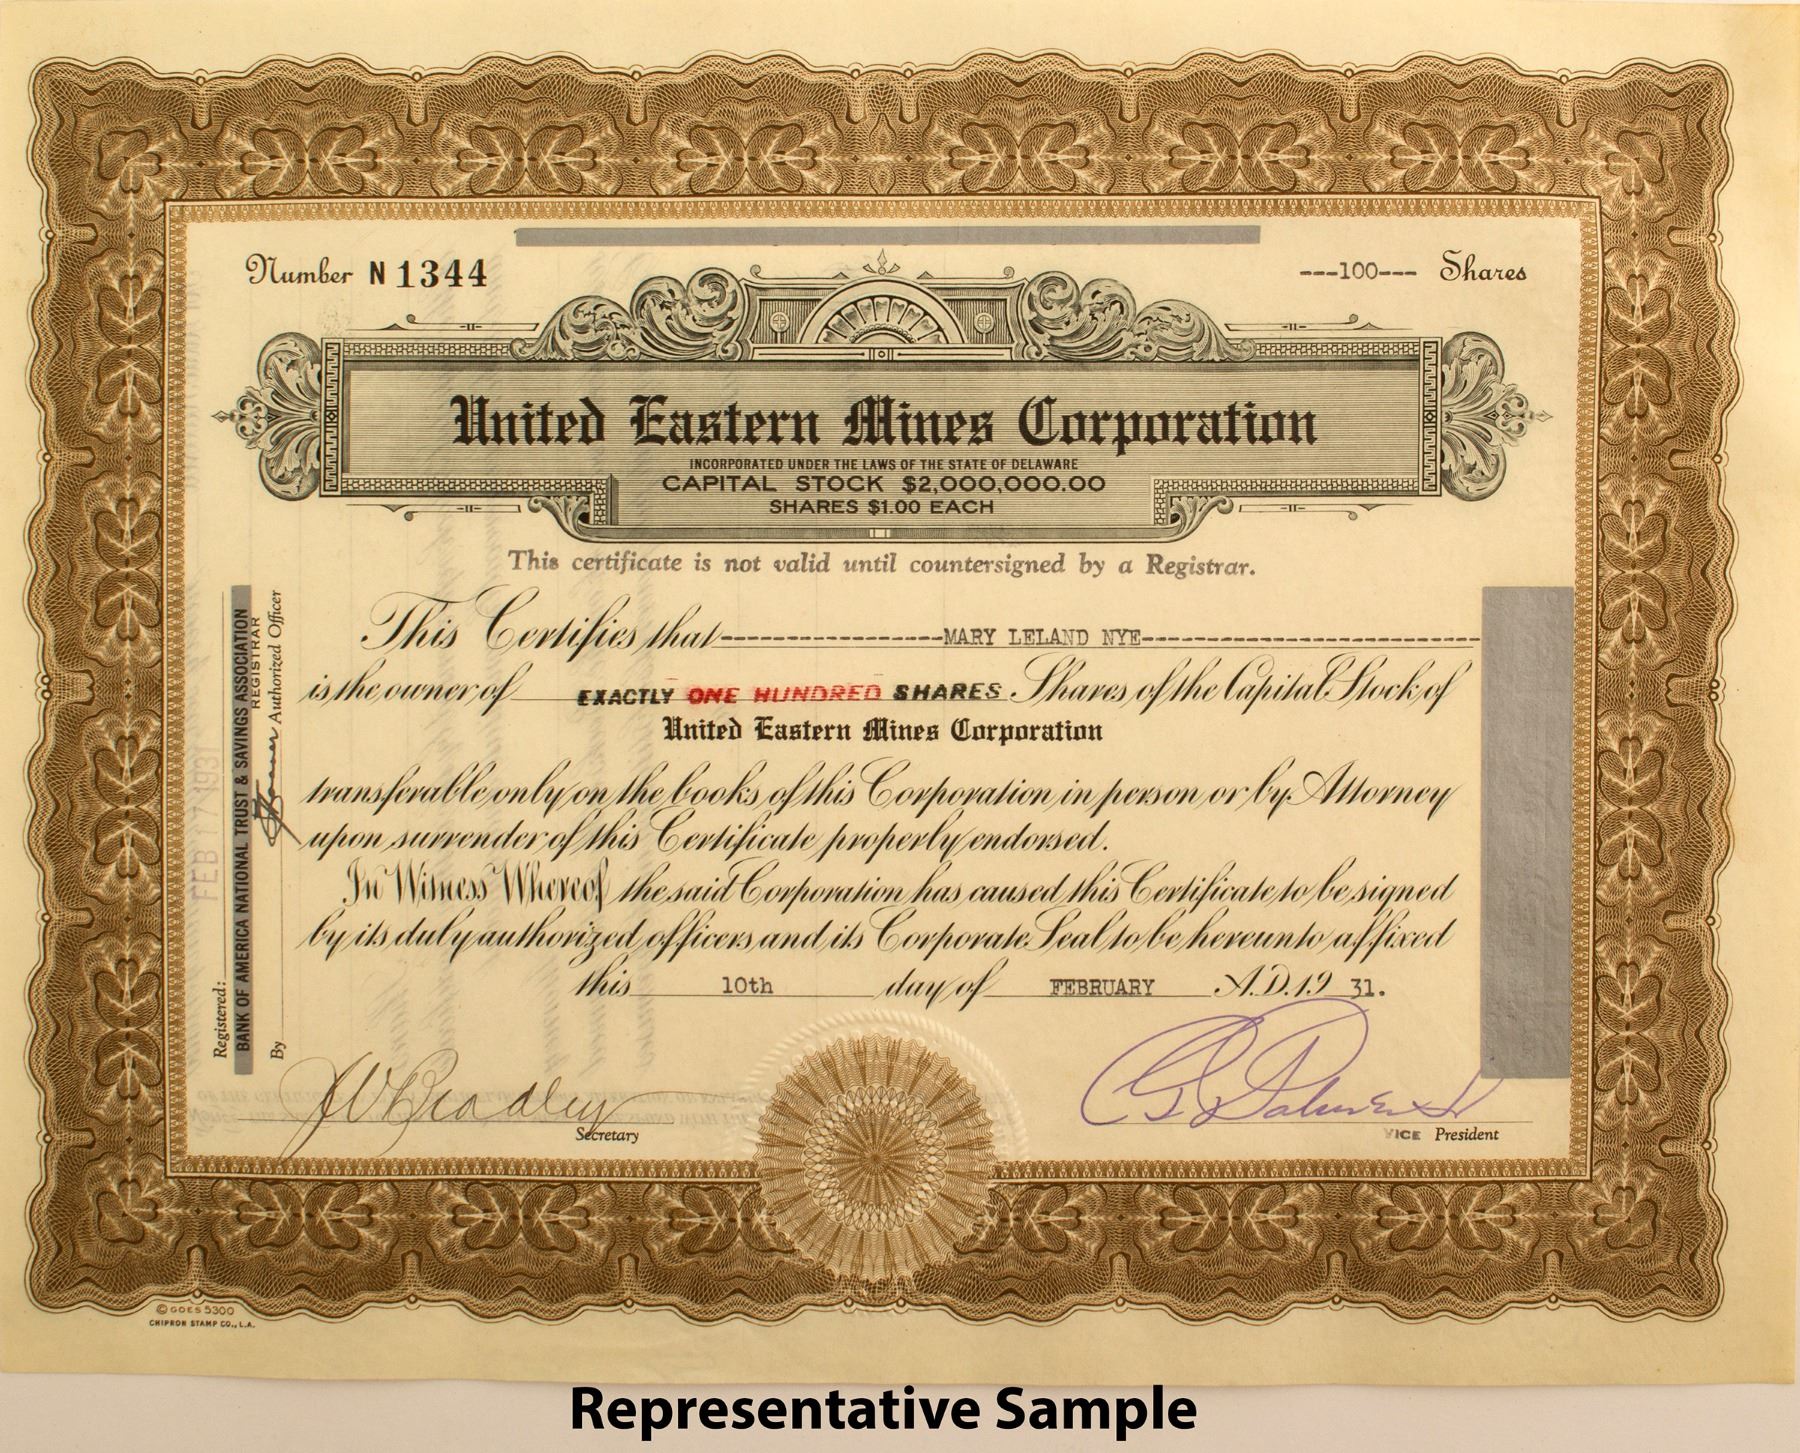 Number N 1344
---100--- Shares
United Eastern Mines Corporation
INCORPORATED UNDER THE LAWS OF THE STATE OF DELAWARE
CAPITAL STOCK $2,000,000.00
SHARES $1.00 EACH
This certificate is not valid until countersigned by a Registrar.
This Certifies that MARY LELAND NYE
is the owner of EXACTLY ONE HUNDRED SHARES Shares of the Capital Stock of
United Eastern Mines Corporation
transferable only on the books of this Corporation in person or by Attorney
upon surrender of this Certificate properly endorsed.
In Witness Whereof, the said Corporation has caused this Certificate to be signed
by its duly authorized officers and its Corporate Seal to be hereunto affixed
this 10th day of FEBRUARY A.D. 19 31.
Bradley
Secretary
VICE President
FEB 17 1931
Registered:
BANK OF AMERICA NATIONAL TRUST & SAVINGS ASSOCIATION
REGISTRAR
By Authorized Officer
© GOES 5300
CHIPRON STAMP CO., L.A.
Representative Sample